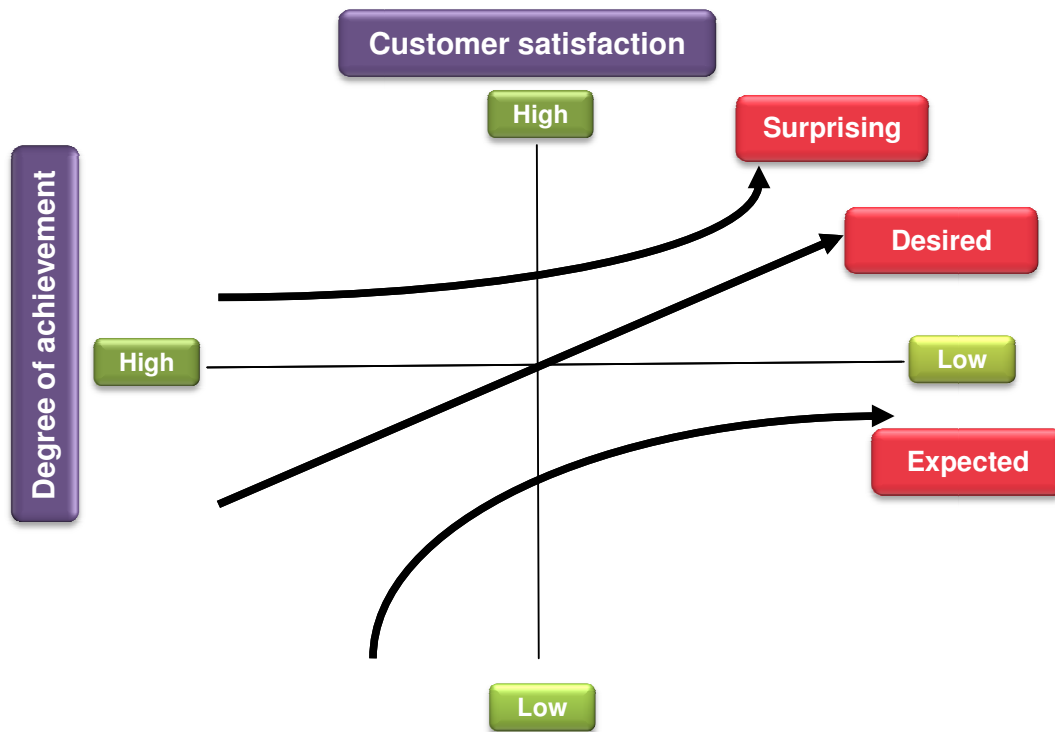 Customer satisfaction
High
Surprising
Degree of achievement
Desired
High
Low
Expected
Low